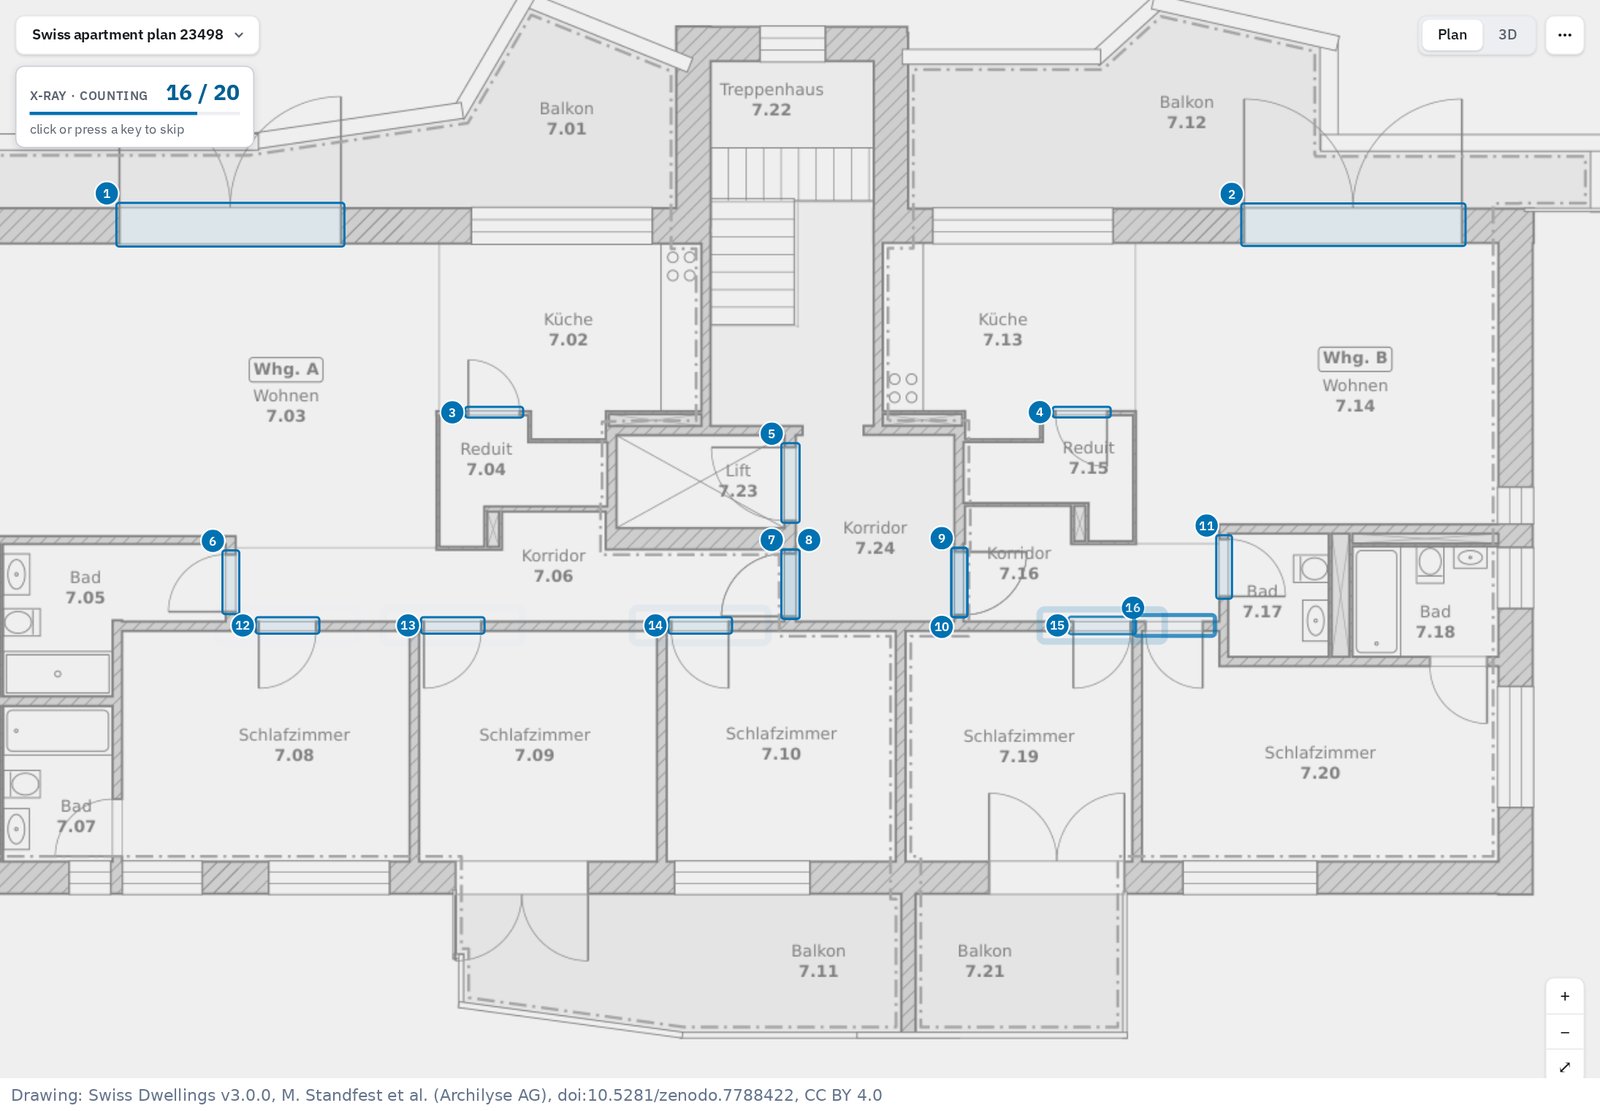 Swiss apartment plan 23498
Plan
3D
X-RAY · COUNTING 16 / 20
click or press a key to skip
Treppenhaus
7.22
Balkon
7.01
Balkon
7.12
1
2
Küche
7.02
Küche
7.13
Whg. A
Wohnen
7.03
Whg. B
Wohnen
7.14
3
4
5
Reduit
7.04
Lift
7.23
Reduit
7.15
6
7
8
9
11
Korridor
7.24
Korridor
7.06
Korridor
7.16
Bad
7.05
Bad
7.17
Bad
7.18
12
13
14
10
15
16
Schlafzimmer
7.08
Schlafzimmer
7.09
Schlafzimmer
7.10
Schlafzimmer
7.19
Schlafzimmer
7.20
Bad
7.07
Balkon
7.11
Balkon
7.21
+
−
Drawing: Swiss Dwellings v3.0.0, M. Standfest et al. (Archilyse AG), doi:10.5281/zenodo.7788422, CC BY 4.0